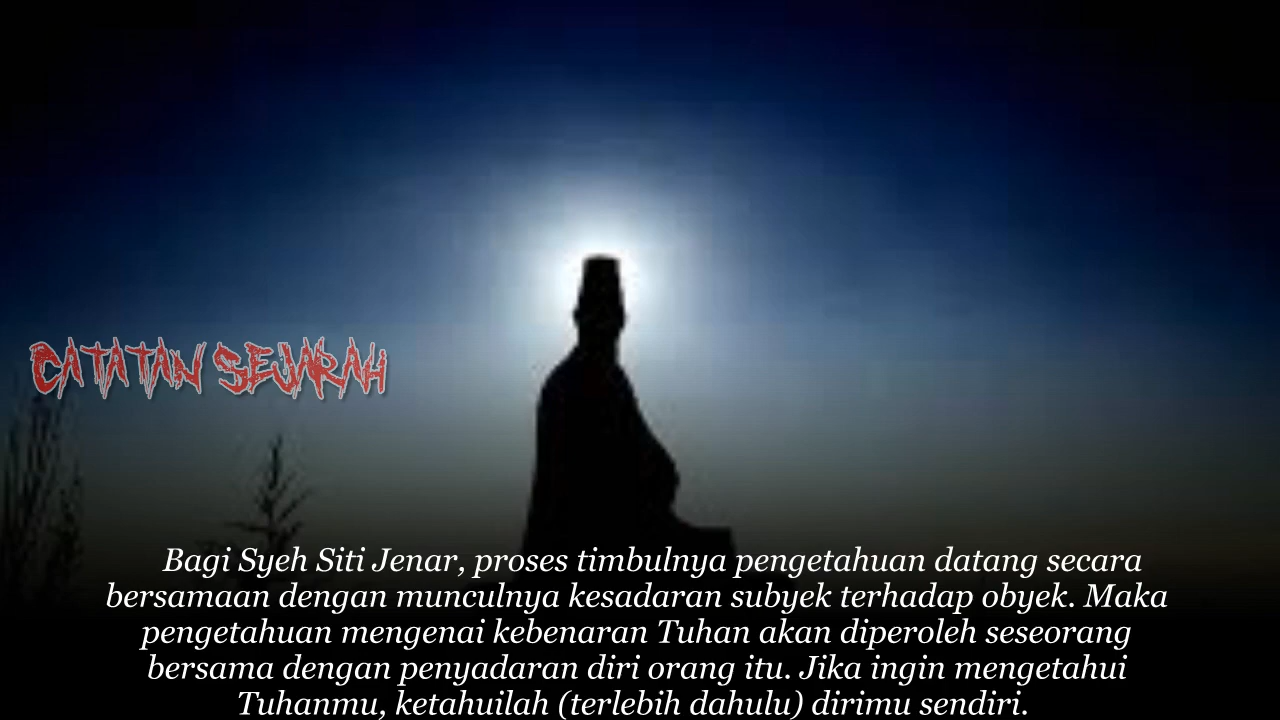 CATATAN SEJARAH
Bagi Syeh Siti Jenar, proses timbulnya pengetahuan datang secara
bersamaan dengan munculnya kesadaran subyek terhadap obyek. Maka
pengetahuan mengenai kebenaran Tuhan akan diperoleh seseorang
bersama dengan penyadaran diri orang itu. Jika ingin mengetahui
Tuhanmu, ketahuilah (terlebih dahulu) dirimu sendiri.